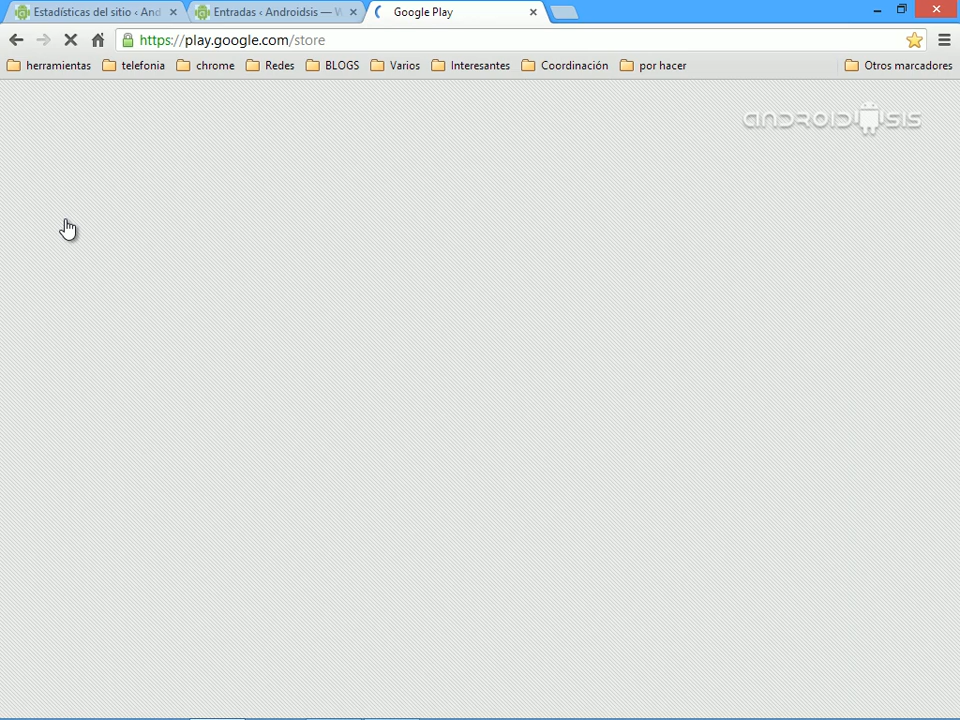 Estadísticas del sitio ‹ And
Entradas ‹ Androidsis — W
Google Play
https://play.google.com/store
herramientas
telefonia
chrome
Redes
BLOGS
Varios
Interesantes
Coordinación
por hacer
Otros marcadores
ANDROIDSIS